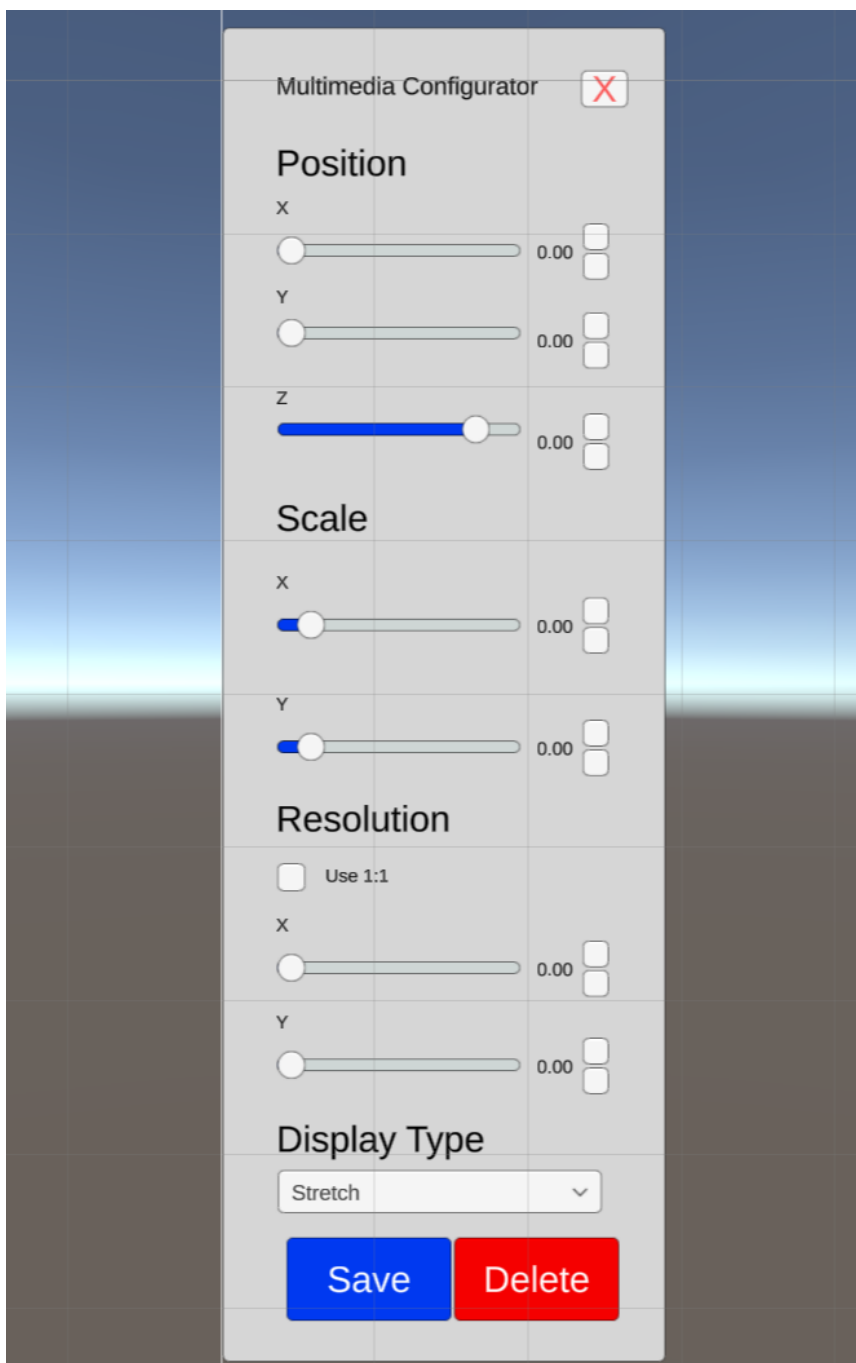 Multimedia Configurator X
Position
X
0.00
Y
0.00
Z
0.00
Scale
X
0.00
Y
0.00
Resolution
Use 1:1
X
0.00
Y
0.00
Display Type
Stretch
Save Delete